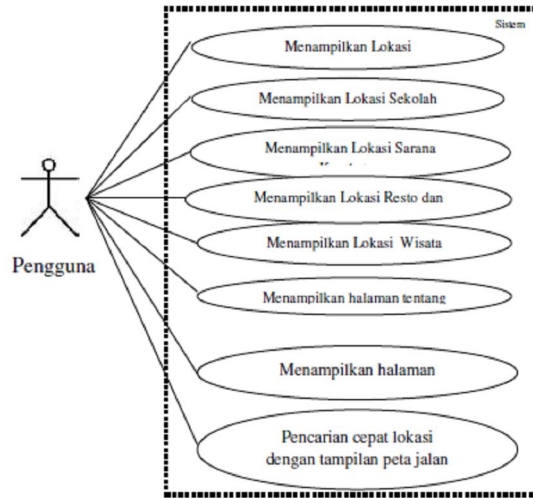 Sistem
Menampilkan Lokasi
Menampilkan Lokasi Sekolah
Menampilkan Lokasi Sarana
Menampilkan Lokasi Resto dan
Menampilkan Lokasi Wisata
Pengguna
Menampilkan halaman tentang
Menampilkan halaman
Pencarian cepat lokasi
dengan tampilan peta jalan